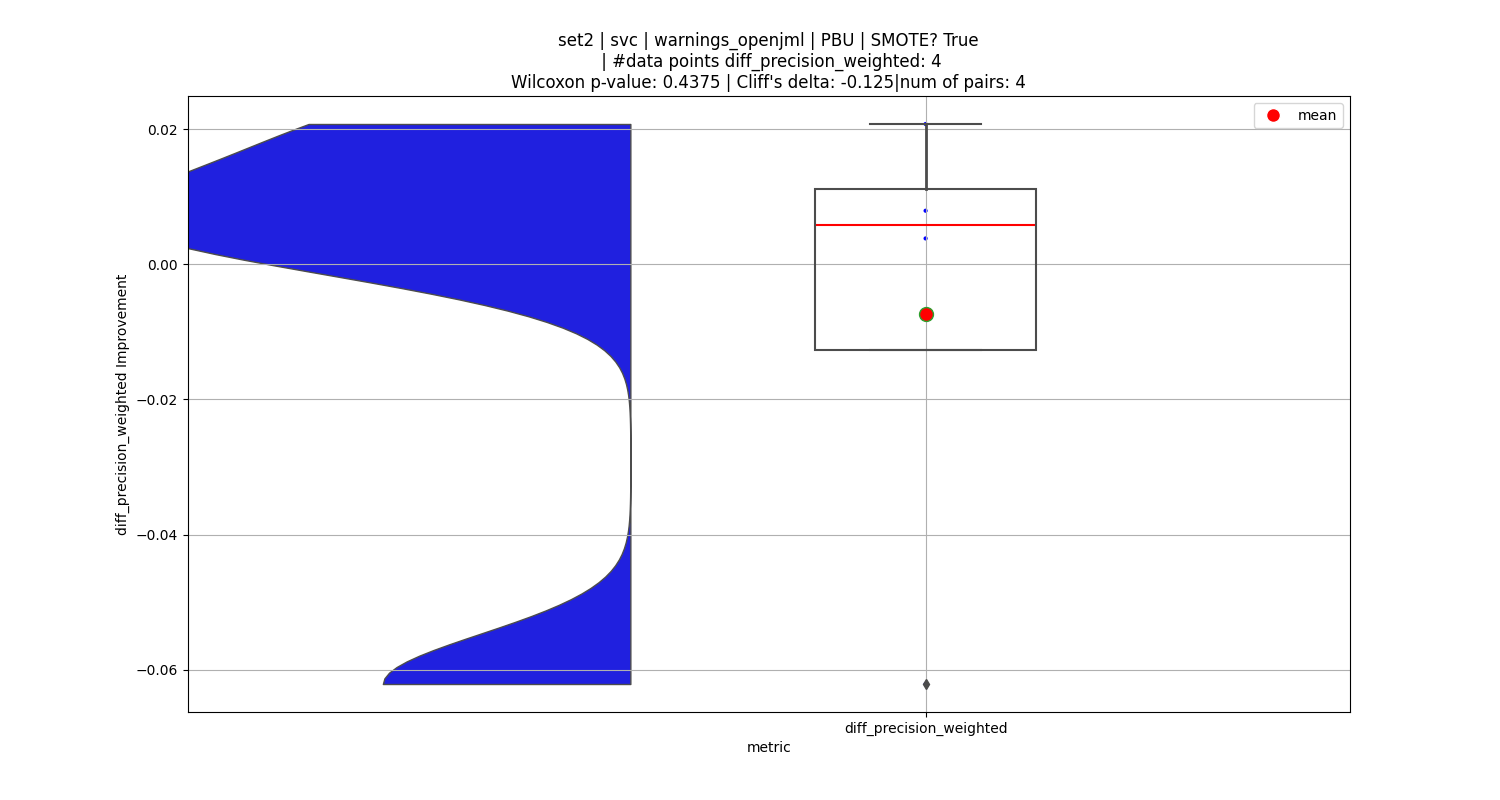 set2 | svc | warnings_openjml | PBU | SMOTE? True
| #data points diff_precision_weighted: 4
Wilcoxon p-value: 0.4375 | Cliff's delta: -0.125|num of pairs: 4
mean
0.02
0.00
−0.02
−0.04
−0.06
diff_precision_weighted Improvement
diff_precision_weighted
metric